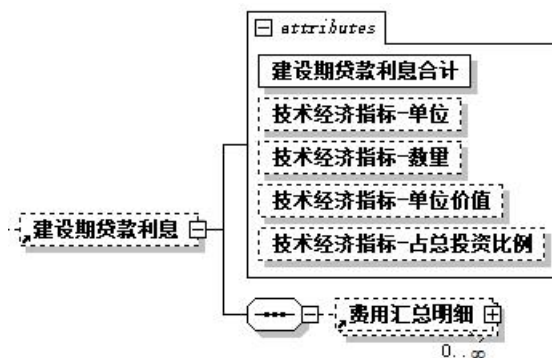 attributes
建设期贷款利息合计
技术经济指标-单位
技术经济指标-数量
技术经济指标-单位价值
技术经济指标-占总投资比例
建设期贷款利息
费用汇总明细
0..∞